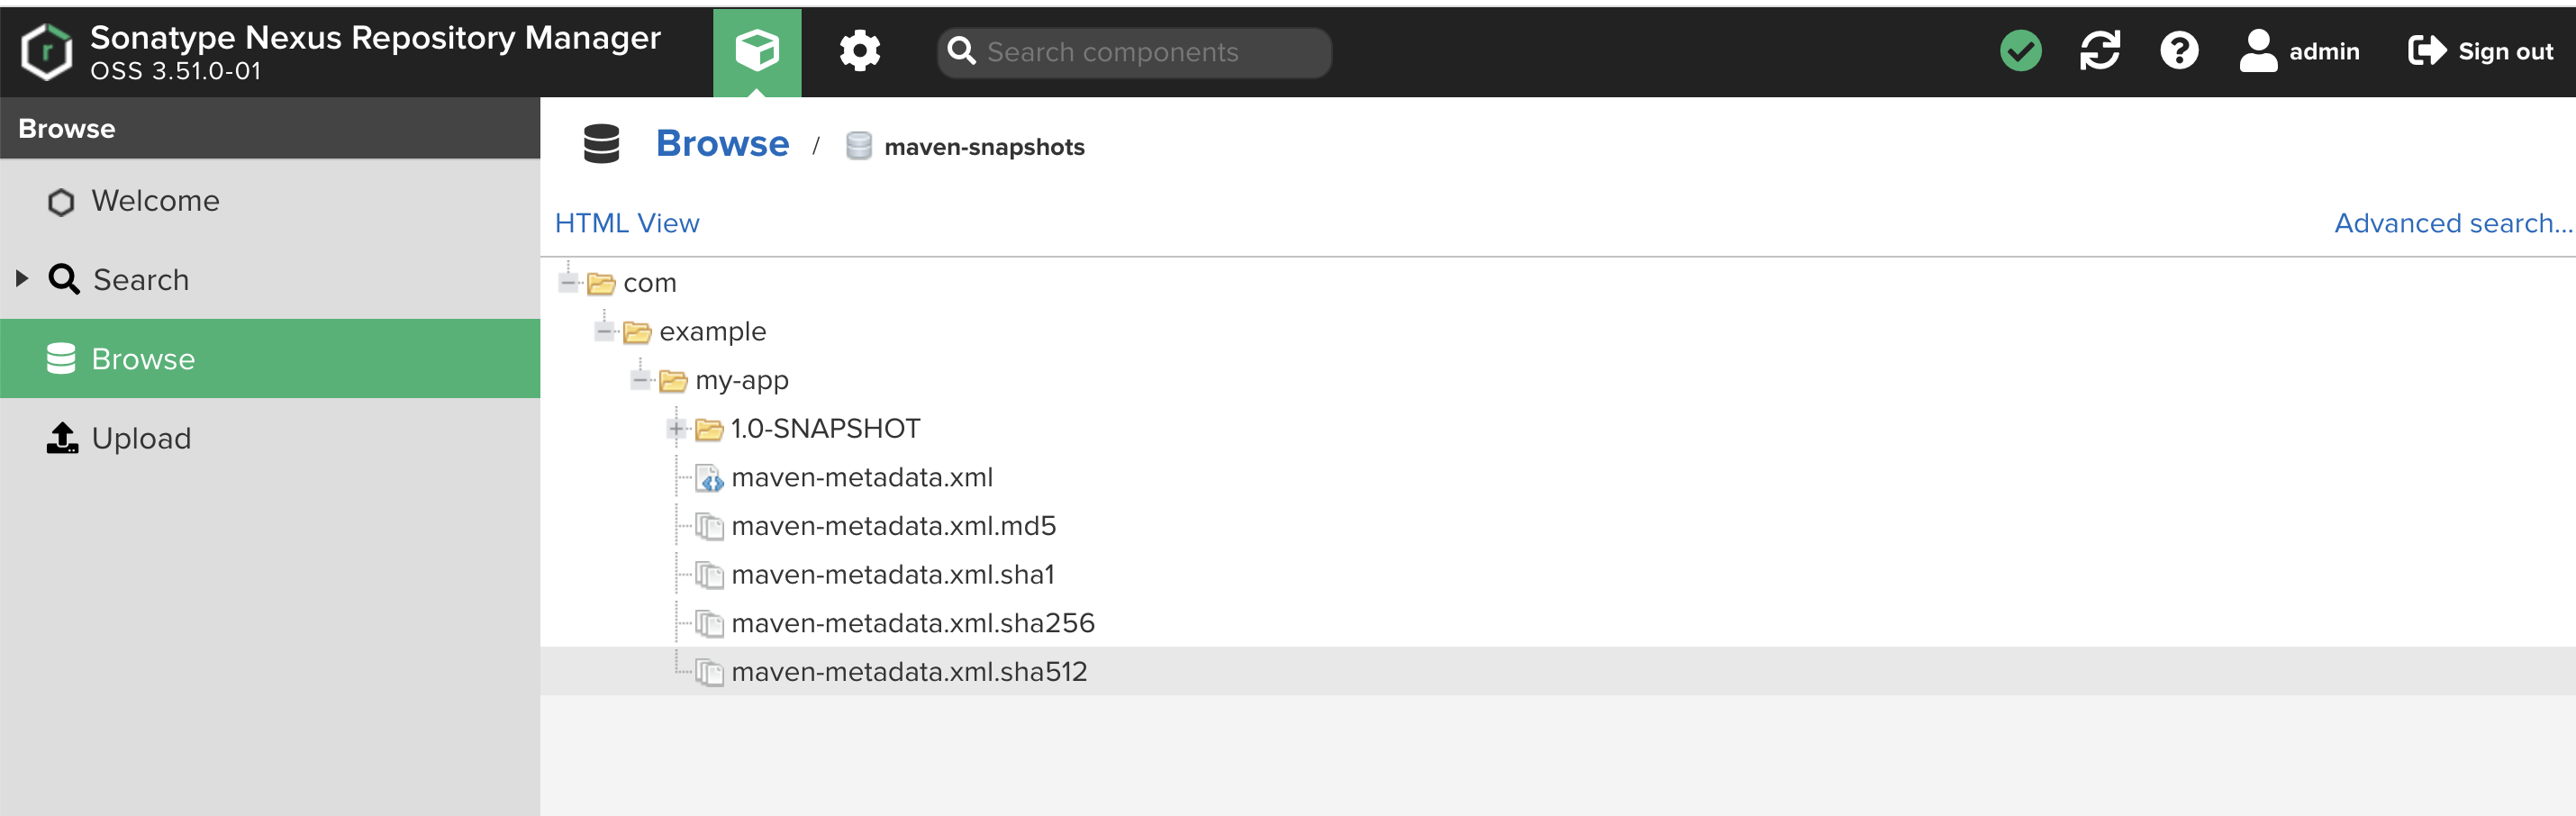 Sonatype Nexus Repository Manager
OSS 3.51.0-01
Search components
admin
Sign out
Browse
Welcome
Search
Browse
Upload
Browse / maven-snapshots
HTML View
Advanced search...
com
example
my-app
1.0-SNAPSHOT
maven-metadata.xml
maven-metadata.xml.md5
maven-metadata.xml.sha1
maven-metadata.xml.sha256
maven-metadata.xml.sha512